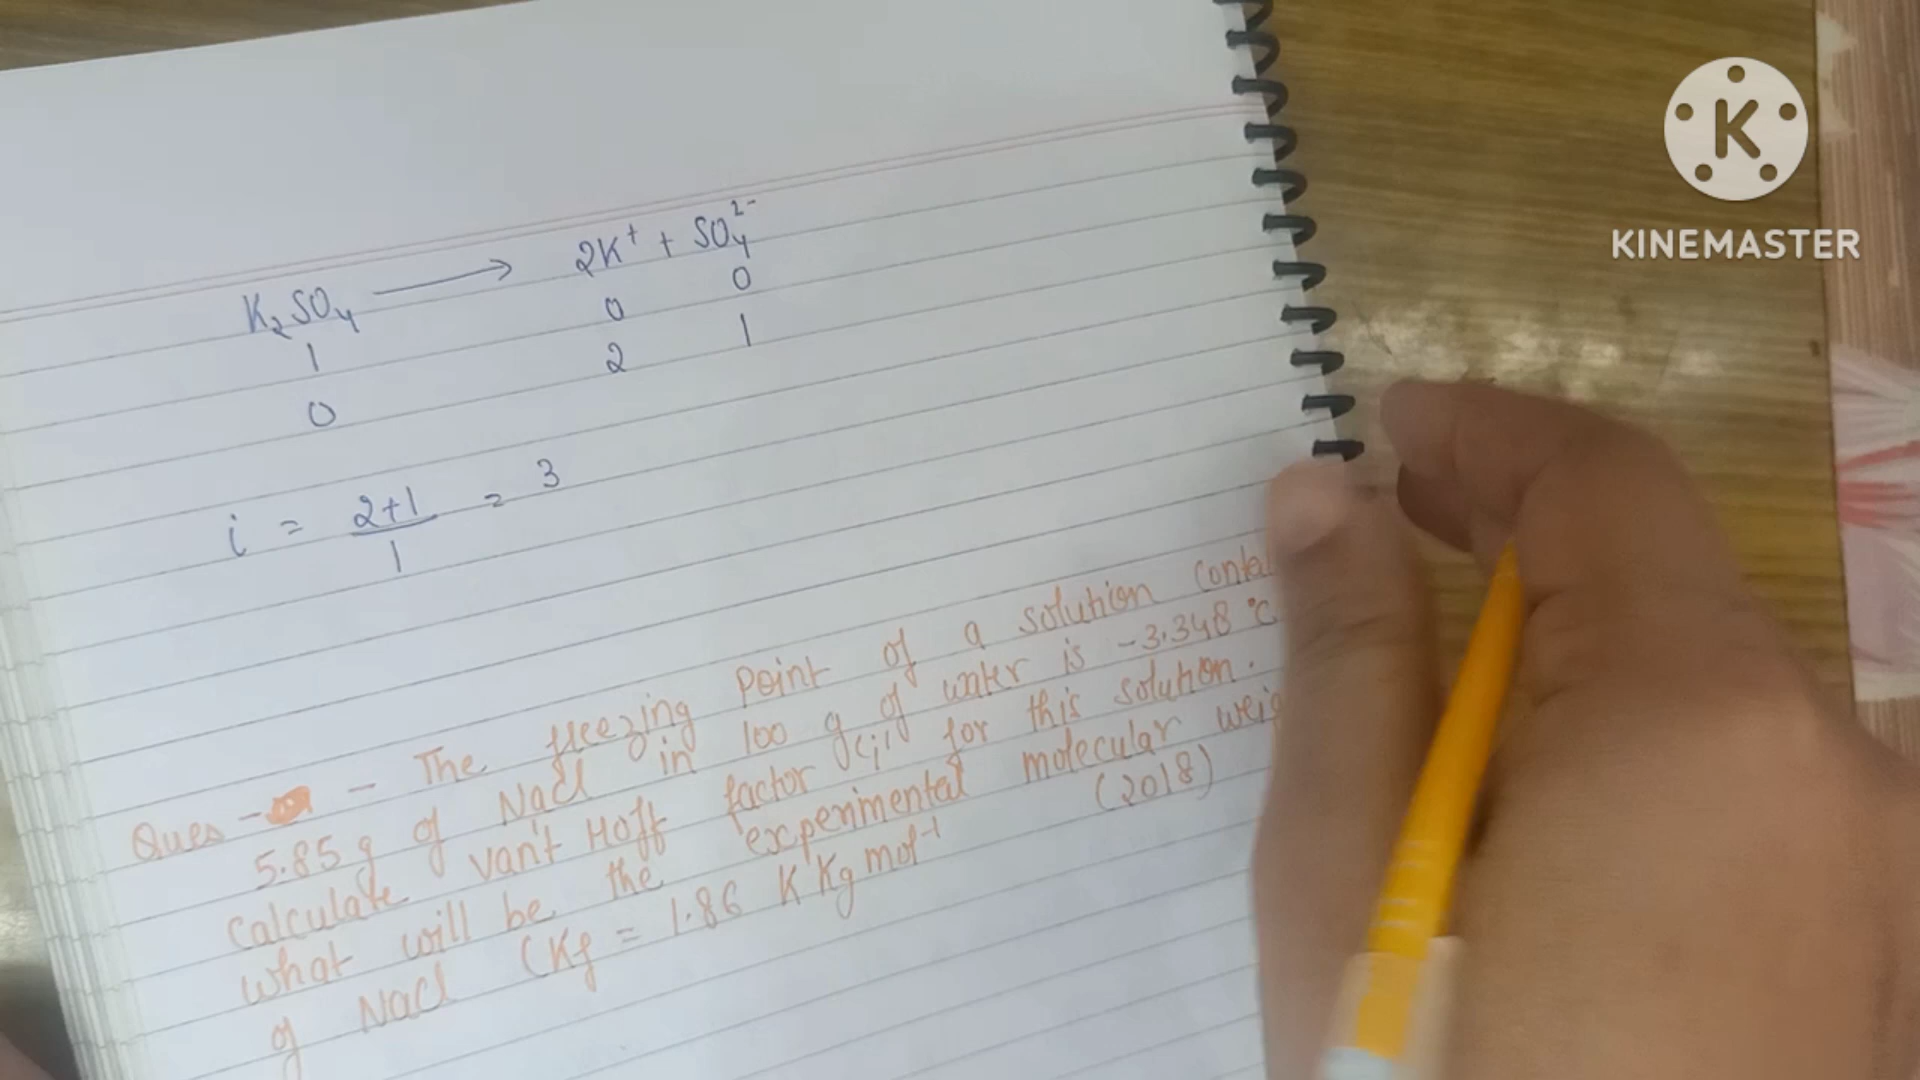 K
KINEMASTER
K₂SO₄ ⟶ 2K⁺ + SO₄²⁻
1 0 0
0 2 1
i = 2+1/1 = 3
Ques - - The freezing point of a solution
5.85 g of NaCl in 100 g of water is -3.348 °C
calculate van't Hoff factor 'i' for this solution.
what will be the experimental molecular
of NaCl (Kf = 1.86 K Kg mol⁻¹ (2018)